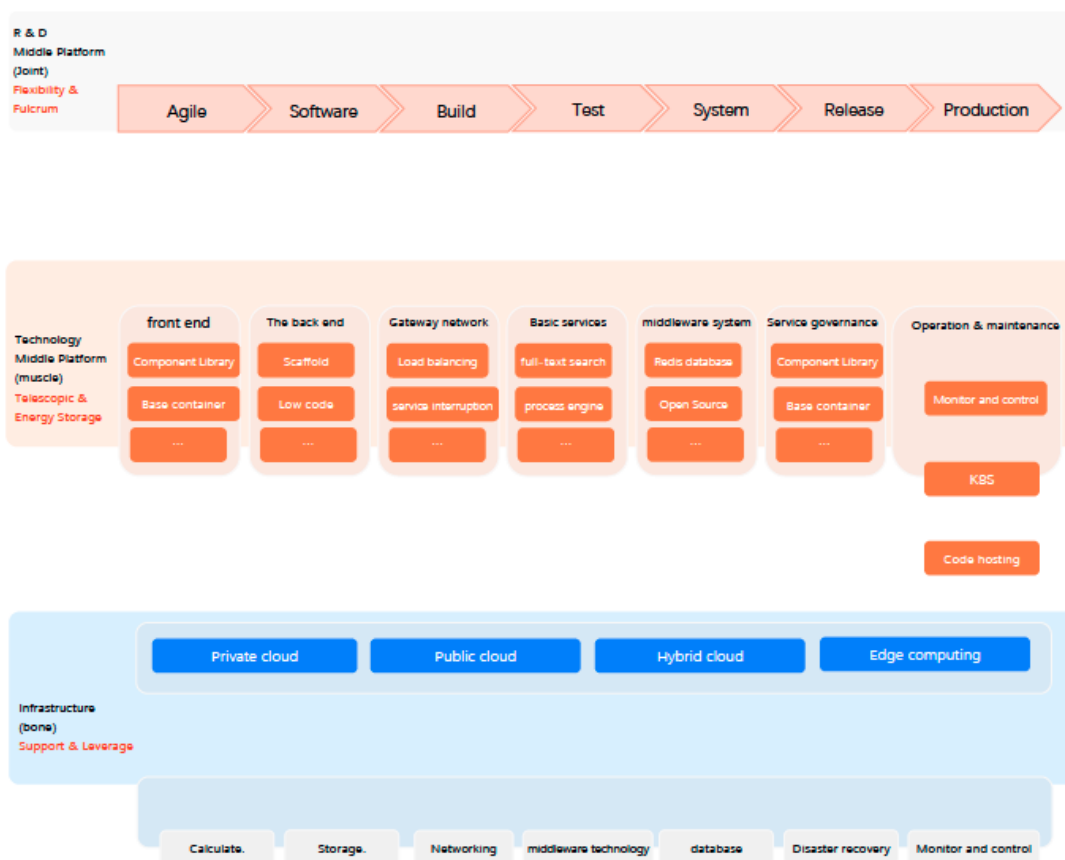 R & D
Middle Platform
(Joint)
Flexibility &
Fulcrum
Agile
Software
Build
Test
System
Release
Production
Technology
Middle Platform
(muscle)
Telescopic &
Energy Storage
front end
Component Library
Base container
...
The back end
Scaffold
Low code
...
Gateway network
Load balancing
service interruption
...
Basic services
full-text search
process engine
...
middleware system
Redis database
Open Source
...
Service governance
Component Library
Base container
...
Operation & maintenance
Monitor and control
K8S
Code hosting
Infrastructure
(bone)
Support & Leverage
Private cloud
Public cloud
Hybrid cloud
Edge computing
Calculate.
Storage.
Networking
middleware technology
database
Disaster recovery
Monitor and control